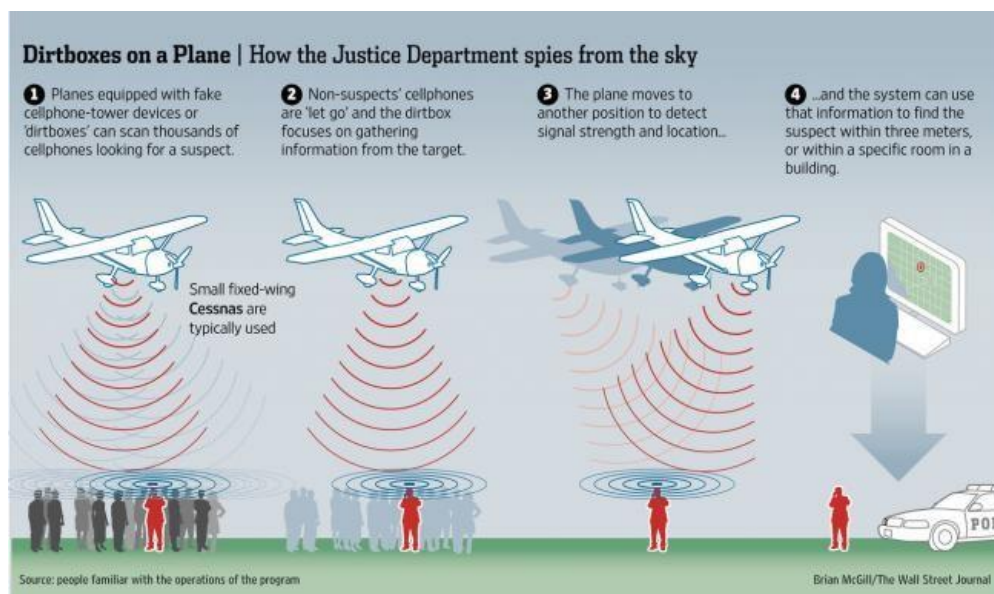 Dirtboxes on a Plane | How the Justice Department spies from the sky
1 Planes equipped with fake
cellphone-tower devices or
'dirtboxes' can scan thousands of
cellphones looking for a suspect.
2 Non-suspects' cellphones
are 'let go' and the dirtbox
focuses on gathering
information from the target.
3 The plane moves to
another position to detect
signal strength and location...
4 ...and the system can use
that information to find the
suspect within three meters,
or within a specific room in a
building.
Small fixed-wing
Cessnas are
typically used
POL
Source: people familiar with the operations of the program
Brian McGill/The Wall Street Journal